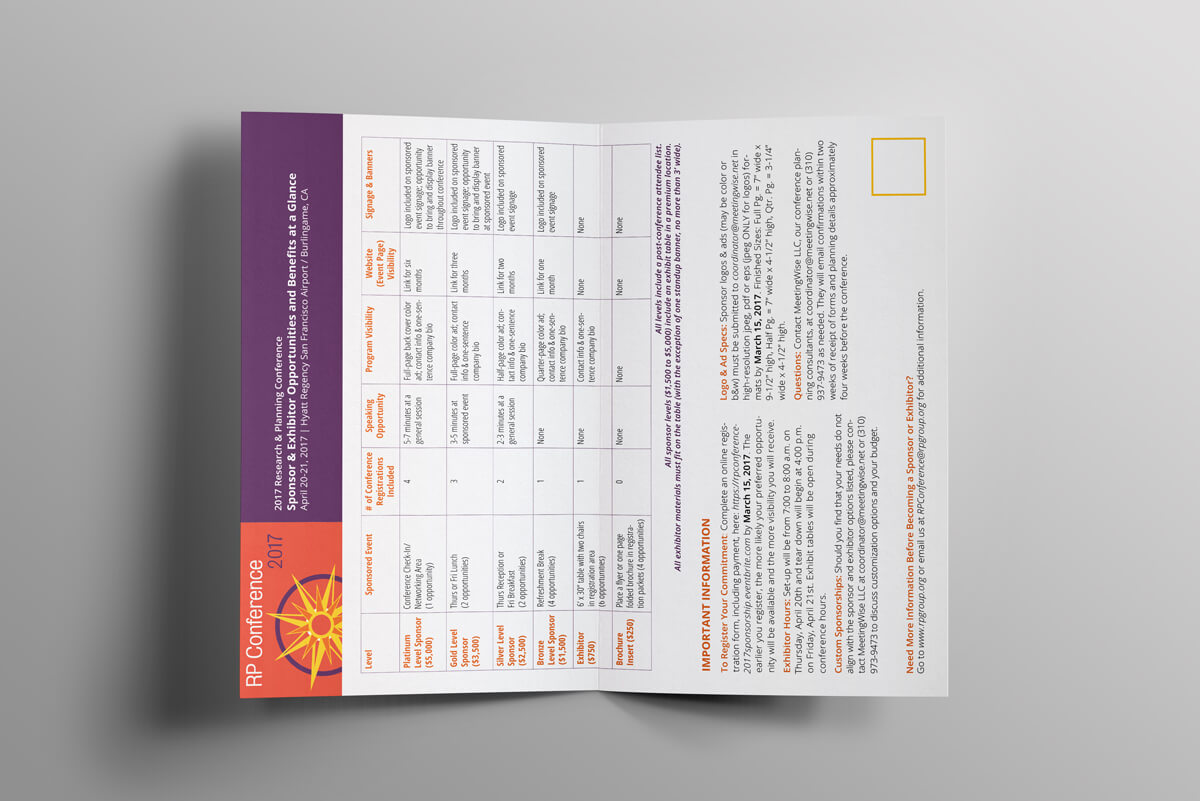 RP Conference
2017
2017 Research & Planning Conference
Sponsor & Exhibitor Opportunities and Benefits at a Glance
April 20-21, 2017 | Hyatt Regency San Francisco Airport / Burlingame, CA
Level
Sponsored Event
# of Conference
Registrations
Included
Speaking
Opportunity
Program Visibility
Website
(Event Page)
Visibility
Signage & Banners
Platinum
Level Sponsor
($5,000)
Conference Check-In/
Networking Area
(1 opportunity)
4
5-7 minutes at a
general session
Full-page back cover color
ad; contact info & one-sen-
tence company bio
Link for six
months
Logo included on sponsored
event signage; opportunity
to bring and display banner
throughout conference
Gold Level
Sponsor
($3,500)
Thurs or Fri Lunch
(2 opportunities)
3
3-5 minutes at
sponsored event
Full-page color ad; contact
info & one-sentence
company bio
Link for three
months
Logo included on sponsored
event signage; opportunity
to bring and display banner
at sponsored event
Silver Level
Sponsor
($2,500)
Thurs Reception or
Fri Breakfast
(2 opportunities)
2
2-3 minutes at a
general session
Half-page color ad; con-
tact info & one-sentence
company bio
Link for two
months
Logo included on sponsored
event signage
Bronze
Level Sponsor
($1,500)
Refreshment Break
(4 opportunities)
1
None
Quarter-page color ad;
contact info & one-sen-
tence company bio
Link for one
month
Logo included on sponsored
event signage
Exhibitor
($750)
6' x 30" table with two chairs
in registration area
(6 opportunities)
1
None
Contact info & one-sen-
tence company bio
None
None
Brochure
Insert ($250)
Place a flyer or one page
folded brochure in registra-
tion packets (4 opportunities)
0
None
None
None
None
All levels include a post-conference attendee list.
All sponsor levels ($1,500 to $5,000) include an exhibit table in a premium location.
All exhibitor materials must fit on the table (with the exception of one standup banner, no more than 3' wide).
IMPORTANT INFORMATION
To Register Your Commitment: Complete an online regis-
tration form, including payment, here: https://rpconference-
2017sponsorship.eventbrite.com by March 15, 2017. The
earlier you register, the more likely your preferred opportu-
nity will be available and the more visibility you will receive.
Exhibitor Hours: Set-up will be from 7:00 to 8:00 a.m. on
Thursday, April 20th and tear down will begin at 4:00 p.m.
on Friday, April 21st. Exhibit tables will be open during
conference hours.
Custom Sponsorships: Should you find that your needs do not
align with the sponsor and exhibitor options listed, please con-
tact MeetingWise LLC at coordinator@meetingwise.net or (310)
973-9473 to discuss customization options and your budget.
Logo & Ad Specs: Sponsor logos & ads (may be color or
b&w) must be submitted to coordinator@meetingwise.net in
high-resolution jpeg, pdf or eps (jpeg ONLY for logos) for-
mats by March 15, 2017. Finished Sizes: Full Pg. = 7" wide x
9-1/2" high, Half Pg. = 7" wide x 4-1/2" high, Qtr. Pg. = 3-1/4"
wide x 4-1/2" high.
Questions: Contact MeetingWise LLC, our conference plan-
ning consultants, at coordinator@meetingwise.net or (310)
937-9473 as needed. They will email confirmations within two
weeks of receipt of forms and planning details approximately
four weeks before the conference.
Need More Information Before Becoming a Sponsor or Exhibitor?
Go to www.rpgroup.org or email us at RPConference@rpgroup.org for additional information.